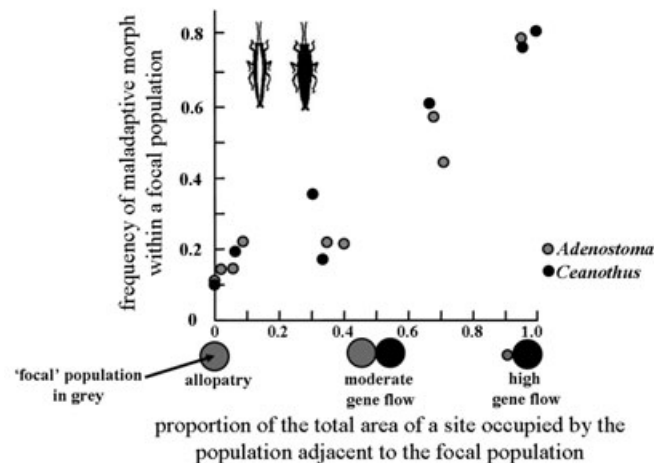 frequency of maladaptive morph
within a focal population
0.8
0.6
0.4
0.2
0
0
0.2
0.4
0.6
0.8
1.0
Adenostoma
Ceanothus
'focal' population
in grey
allopatry
moderate
gene flow
high
gene flow
proportion of the total area of a site occupied by the
population adjacent to the focal population